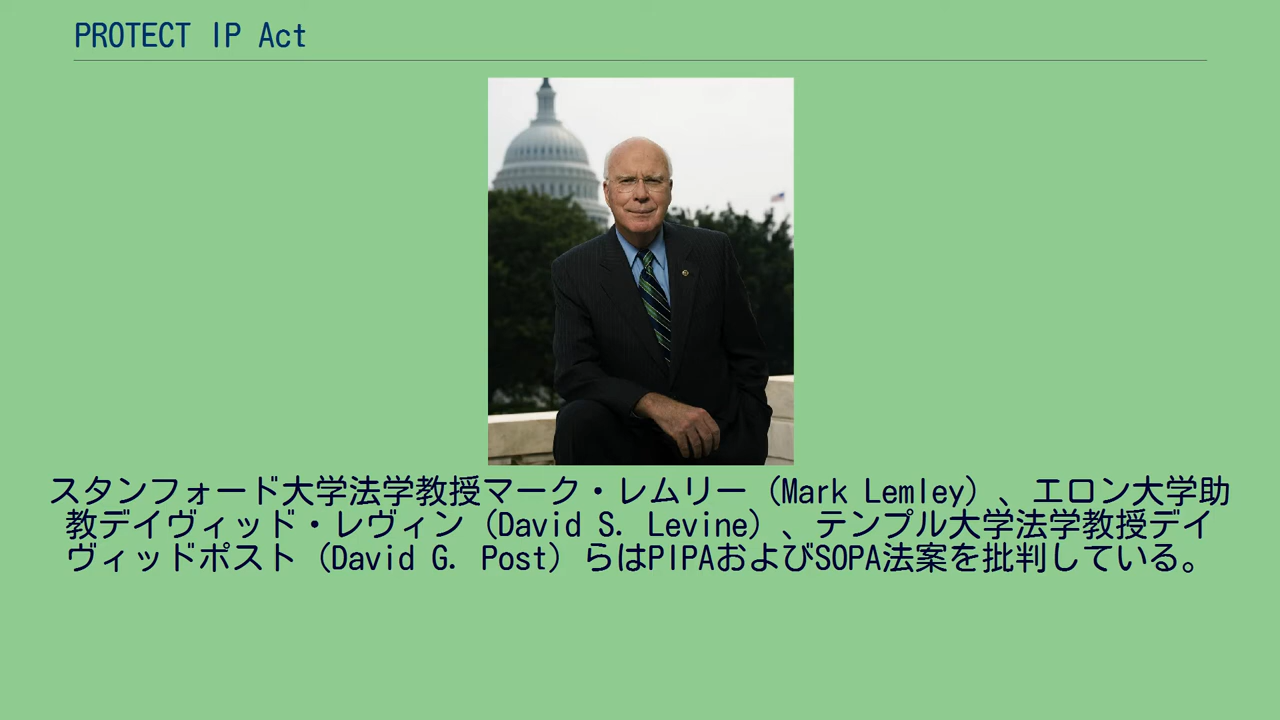 PROTECT IP Act
スタンフォード大学法学教授マーク・レムリー（Mark Lemley）、エロン大学助
教デイヴィッド・レヴィン（David S. Levine）、テンプル大学法学教授デイ
ヴィッドポスト（David G. Post）らはPIPAおよびSOPA法案を批判している。